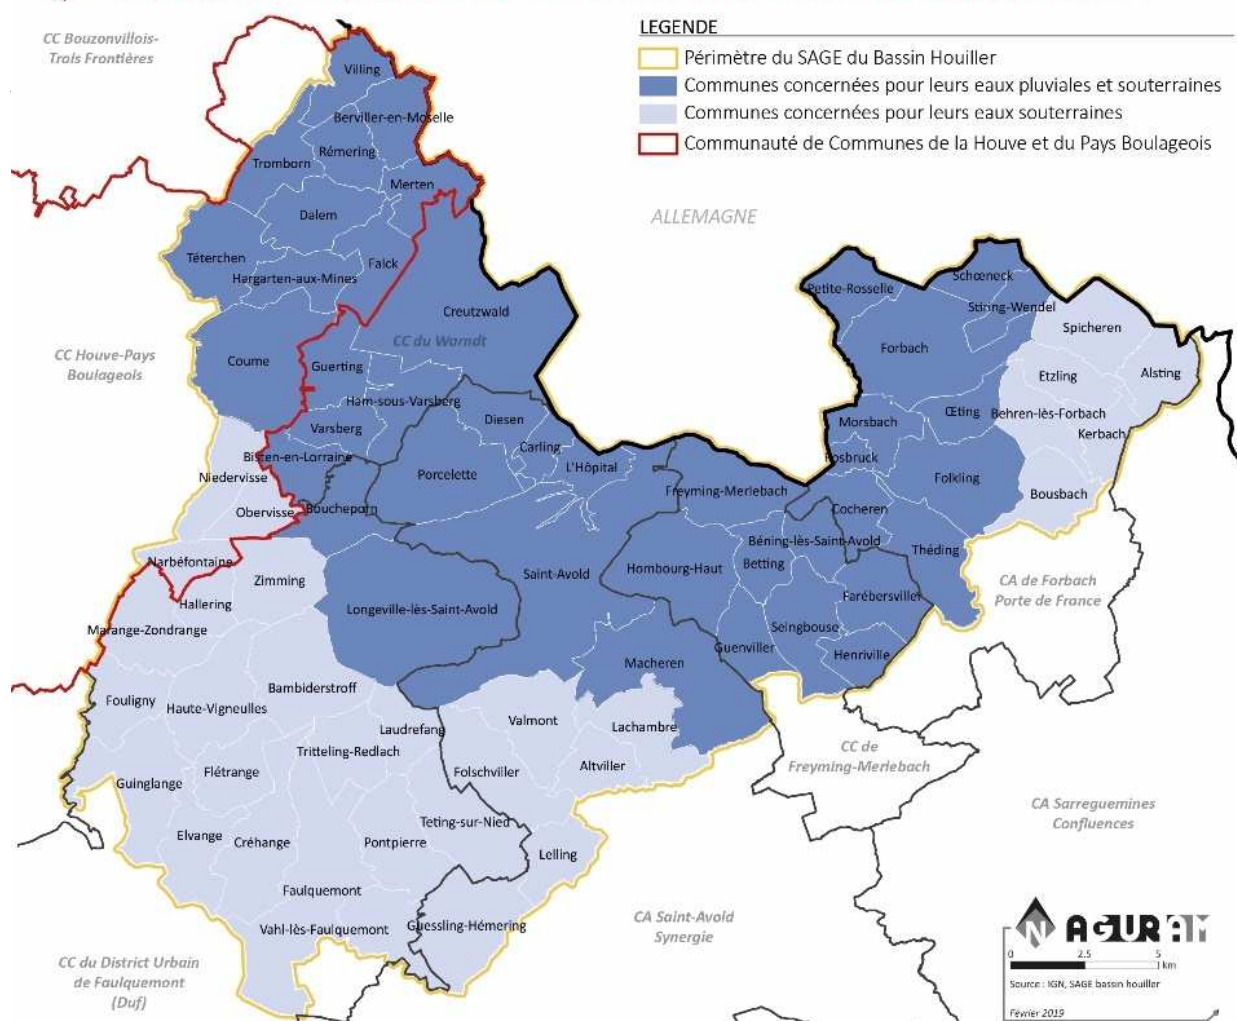 CC Bouzonvillois-
Trois Frontières
LEGENDE
Périmètre du SAGE du Bassin Houiller
Communes concernées pour leurs eaux pluviales et souterraines
Communes concernées pour leurs eaux souterraines
Communauté de Communes de la Houve et du Pays Boulageois
Villing
Berviller-en-Moselle
Rémering
Tromborn
Merten
Dalem
ALLEMAGNE
Téterchen
Falck
Hargarten-aux-Mines
Creutzwald
Schœneck
Petite-Rosselle
Stiring-Wendel
Spicheren
CC du Warndt
Forbach
CC Houve-Pays
Boulageois
Coume
Guerting
Etzling
Alsting
Ham-sous-Varsberg
Diesen
Œting
Behren-lès-Forbach
Morsbach
Varsberg
Kerbach
Carling
Bisten-en-Lorraine
Rosbruck
L'Hôpital
Porcelette
Niedervisse
Folkling
Freyming-Merlebach
Bousbach
Obervisse
Boucheporn
Cocheren
Béning-lès-Saint-Avold
Théding
Narbéfontaine
Betting
Hombourg-Haut
Saint-Avold
Zimming
CA de Forbach
Porte de France
Hallering
Farébersviller
Longeville-lès-Saint-Avold
Marange-Zondrange
Seingbouse
Guenviller
Henriville
Macheren
Bambiderstroff
Fouligny
Haute-Vigneulles
Valmont
Laudrefang
Lachambre
Tritteling-Redlach
CC de
Freyming-Merlebach
Altviller
Flétrange
Folschviller
Guinglange
CA Sarreguemines
Confluences
Teting-sur-Nied
Elvange
Créhange
Pontpierre
Lelling
Faulquemont
Guessling-Hémering
Vahl-lès-Faulquemont
CA Saint-Avold
Synergie
CC du District Urbain
de Faulquemont
(Duf)
N AGURAM
0 2.5 5
km
Source : IGN, SAGE bassin houiller
Février 2019